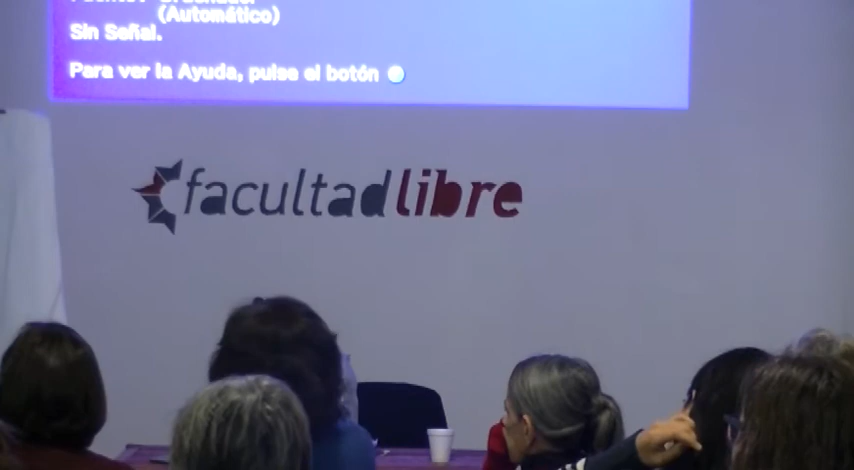 (Automático)
Sin Señal.
Para ver la Ayuda, pulse el botón
facultadlibre